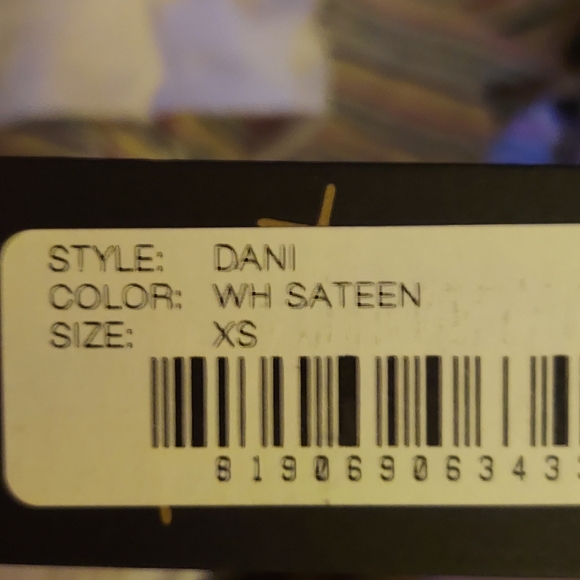 STYLE: DANI
COLOR: WH SATEEN
SIZE: XS
81906906343